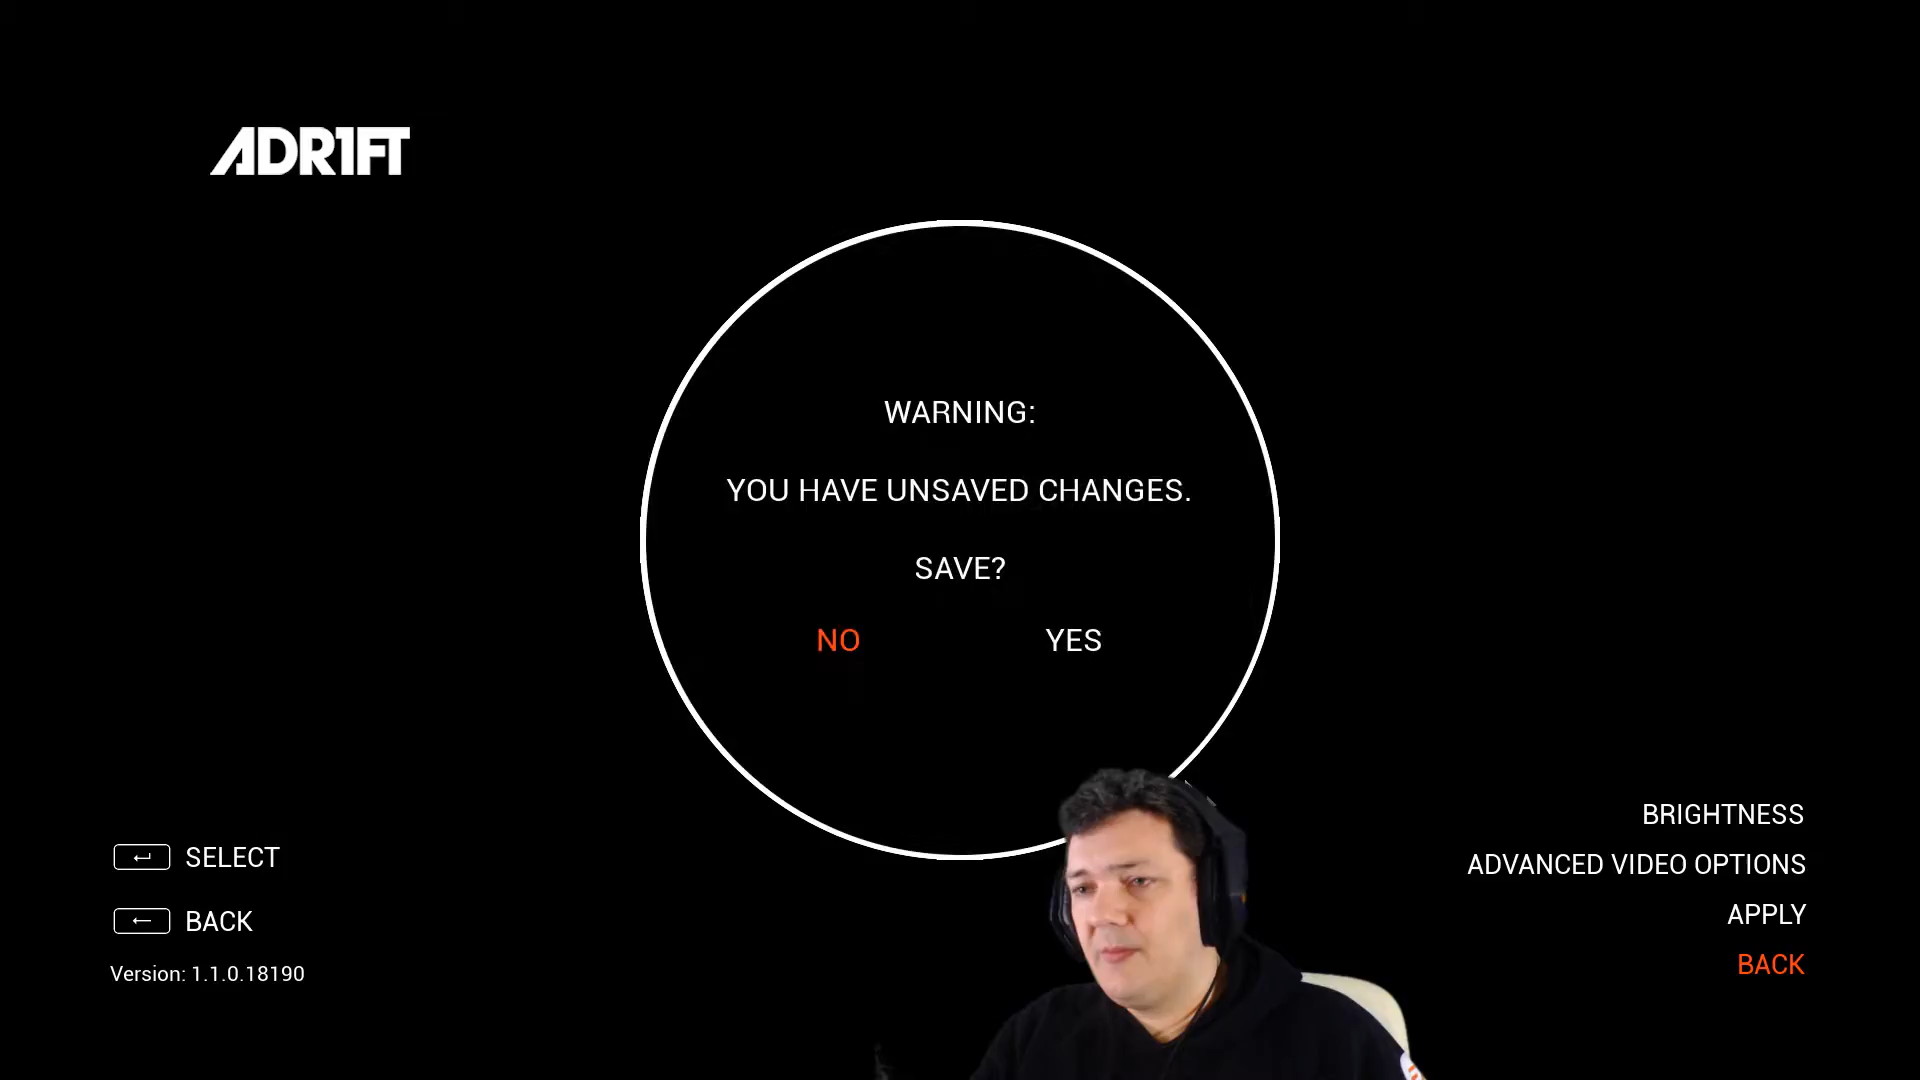 ADR1FT
WARNING:
YOU HAVE UNSAVED CHANGES.
SAVE?
NO YES
SELECT
BACK
Version: 1.1.0.18190
BRIGHTNESS
ADVANCED VIDEO OPTIONS
APPLY
BACK